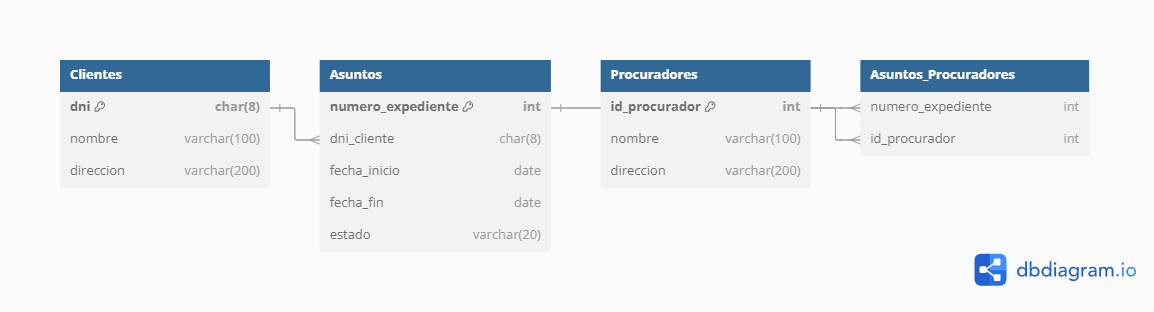 Clientes
dni char(8)
nombre varchar(100)
direccion varchar(200)
Asuntos
numero_expediente int
dni_cliente char(8)
fecha_inicio date
fecha_fin date
estado varchar(20)
Procuradores
id_procurador int
nombre varchar(100)
direccion varchar(200)
Asuntos_Procuradores
numero_expediente int
id_procurador int
dbdiagram.io